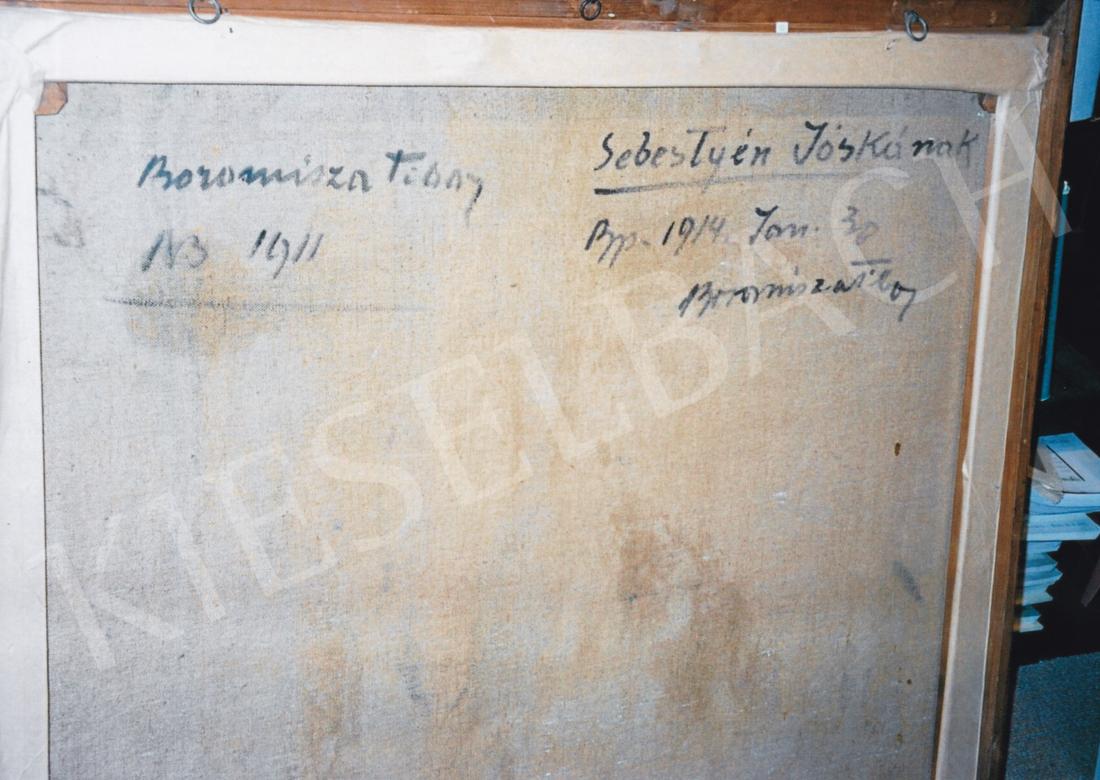 Boromisza Tibor
NB 1911
Sebestyén Jóskának
Bp. 1914. Jan. 30
Boromisza Tibor
KIESELBACH